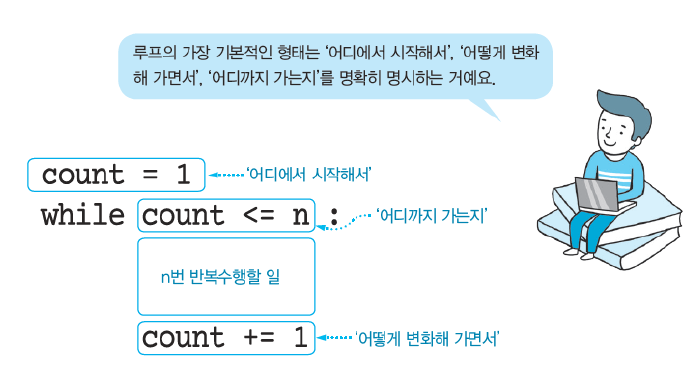 루프의 가장 기본적인 형태는 ‘어디에서 시작해서’, ‘어떻게 변화
해 가면서’, ‘어디까지 가는지’를 명확히 명시하는 거예요.
count = 1 ‘어디에서 시작해서’
while count <= n : ‘어디까지 가는지’
n번 반복수행할 일
count += 1 ‘어떻게 변화해 가면서’